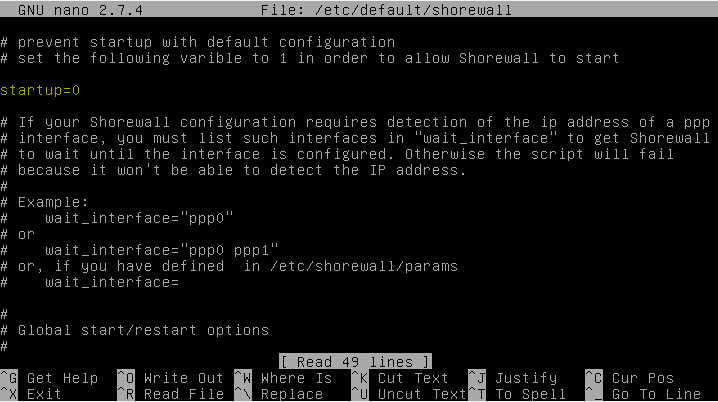 GNU nano 2.7.4 File: /etc/default/shorewall
# prevent startup with default configuration
# set the following varible to 1 in order to allow Shorewall to start
startup=0
# If your Shorewall configuration requires detection of the ip address of a ppp
# interface, you must list such interfaces in "wait_interface" to get Shorewall
# to wait until the interface is configured. Otherwise the script will fail
# because it won't be able to detect the IP address.
#
# Example:
#    wait_interface="ppp0"
# or
#    wait_interface="ppp0 ppp1"
# or, if you have defined  in /etc/shorewall/params
#    wait_interface=
#
# Global start/restart options
#
[ Read 49 lines ]
^G Get Help ^O Write Out ^W Where Is ^K Cut Text ^J Justify ^C Cur Pos
^X Exit ^R Read File ^\ Replace ^U Uncut Text ^T To Spell ^_ Go To Line